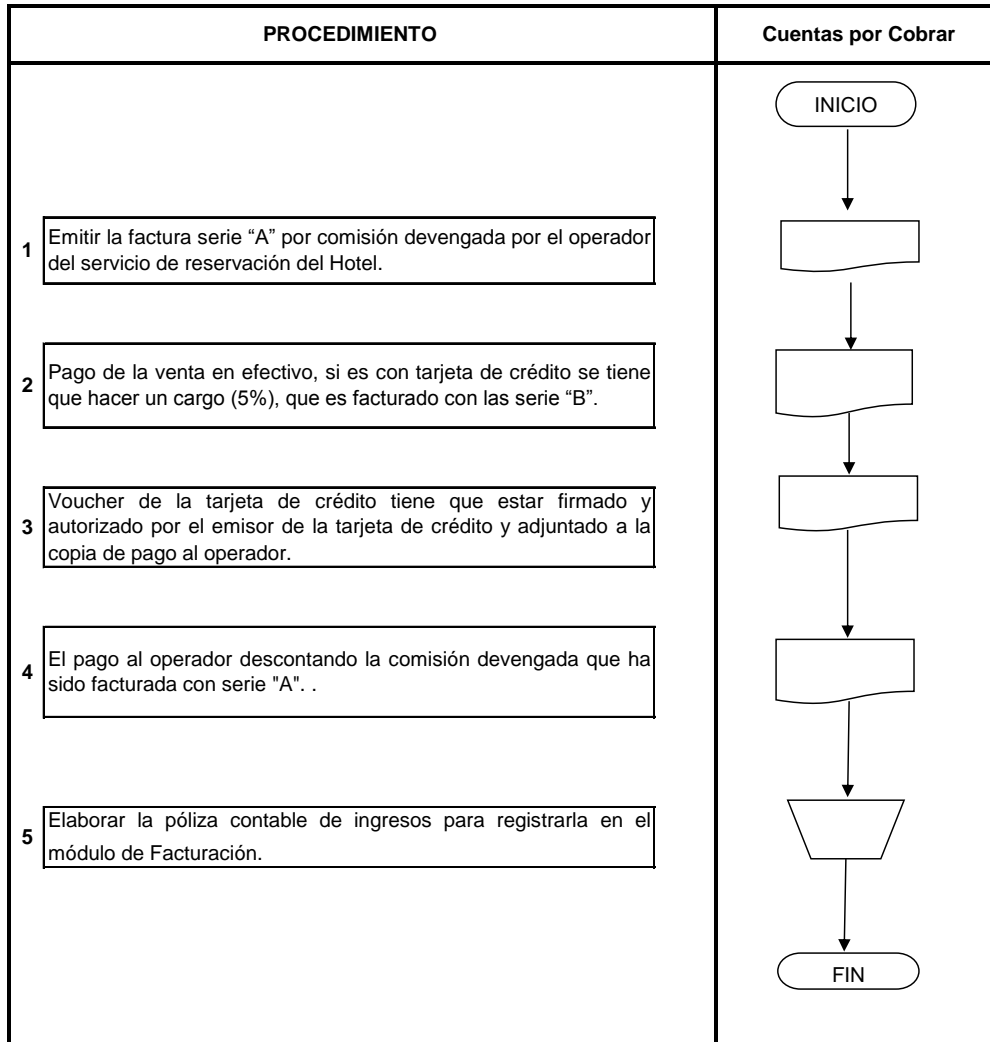 PROCEDIMIENTO
Cuentas por Cobrar
INICIO
1
Emitir la factura serie “A” por comisión devengada por el operador
del servicio de reservación del Hotel.
2
Pago de la venta en efectivo, si es con tarjeta de crédito se tiene
que hacer un cargo (5%), que es facturado con las serie “B”.
3
Voucher de la tarjeta de crédito tiene que estar firmado y
autorizado por el emisor de la tarjeta de crédito y adjuntado a la
copia de pago al operador.
4
El pago al operador descontando la comisión devengada que ha
sido facturada con serie "A". .
5
Elaborar la póliza contable de ingresos para registrarla en el
módulo de Facturación.
FIN